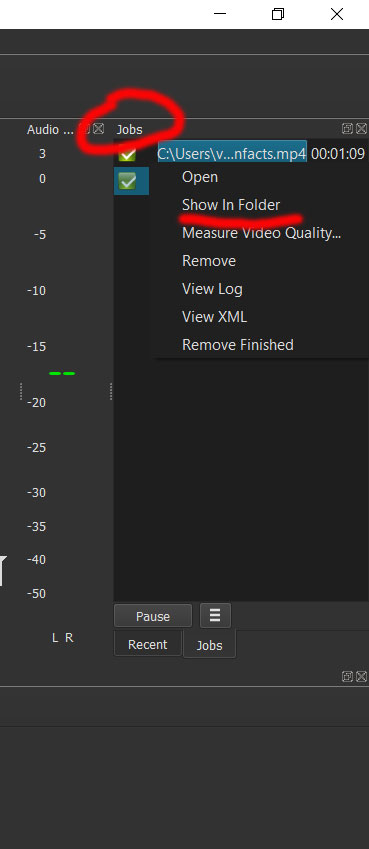 Audio ...
Jobs
3
C:\Users\v...nfacts.mp4 00:01:09
0
Open
Show In Folder
-5
Measure Video Quality...
Remove
-10
View Log
View XML
-15
Remove Finished
-20
-25
-30
-35
-40
-50
Pause
L R
Recent
Jobs